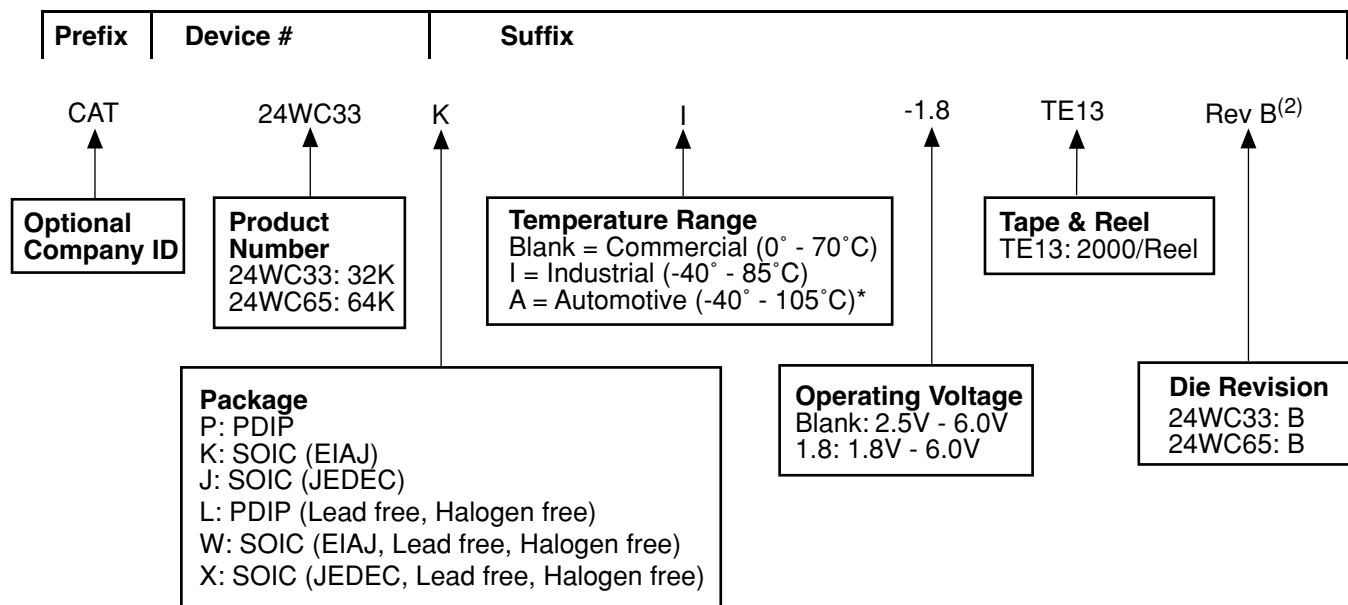 Prefix Device # Suffix
CAT 24WC33 K I -1.8 TE13 Rev B(2)
Optional
Company ID
Product
Number
24WC33: 32K
24WC65: 64K
Temperature Range
Blank = Commercial (0˚ - 70˚C)
I = Industrial (-40˚ - 85˚C)
A = Automotive (-40˚ - 105˚C)*
Tape & Reel
TE13: 2000/Reel
Package
P: PDIP
K: SOIC (EIAJ)
J: SOIC (JEDEC)
L: PDIP (Lead free, Halogen free)
W: SOIC (EIAJ, Lead free, Halogen free)
X: SOIC (JEDEC, Lead free, Halogen free)
Operating Voltage
Blank: 2.5V - 6.0V
1.8: 1.8V - 6.0V
Die Revision
24WC33: B
24WC65: B